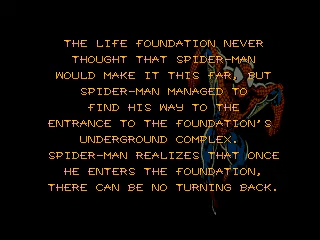 THE LIFE FOUNDATION NEVER
THOUGHT THAT SPIDER-MAN
WOULD MAKE IT THIS FAR, BUT
SPIDER-MAN MANAGED TO
FIND HIS WAY TO THE
ENTRANCE TO THE FOUNDATION'S
UNDERGROUND COMPLEX.
SPIDER-MAN REALIZES THAT ONCE
HE ENTERS THE FOUNDATION,
THERE CAN BE NO TURNING BACK.